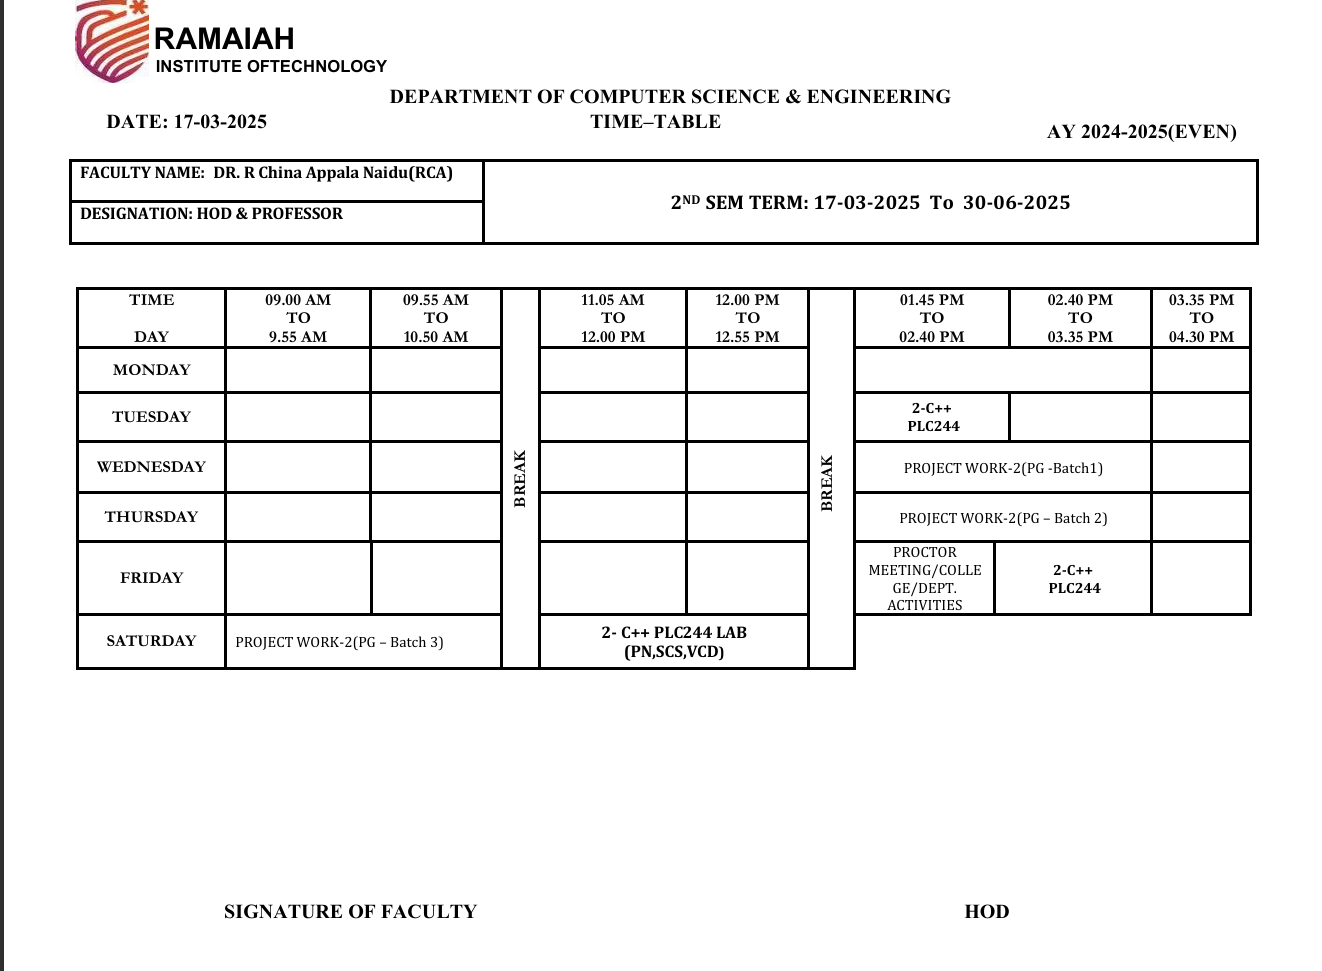 RAMAIAH
INSTITUTE OFTECHNOLOGY
DEPARTMENT OF COMPUTER SCIENCE & ENGINEERING
DATE: 17-03-2025 TIME–TABLE AY 2024-2025(EVEN)
FACULTY NAME: DR. R China Appala Naidu(RCA)
DESIGNATION: HOD & PROFESSOR
2ND SEM TERM: 17-03-2025 To 30-06-2025
TIME
DAY
09.00 AM
TO
9.55 AM
09.55 AM
TO
10.50 AM
BREAK
11.05 AM
TO
12.00 PM
12.00 PM
TO
12.55 PM
BREAK
01.45 PM
TO
02.40 PM
02.40 PM
TO
03.35 PM
03.35 PM
TO
04.30 PM
MONDAY
TUESDAY
2-C++
PLC244
WEDNESDAY
PROJECT WORK-2(PG -Batch1)
THURSDAY
PROJECT WORK-2(PG – Batch 2)
FRIDAY
PROCTOR
MEETING/COLLE
GE/DEPT.
ACTIVITIES
2-C++
PLC244
SATURDAY
PROJECT WORK-2(PG – Batch 3)
2- C++ PLC244 LAB
(PN,SCS,VCD)
SIGNATURE OF FACULTY
HOD